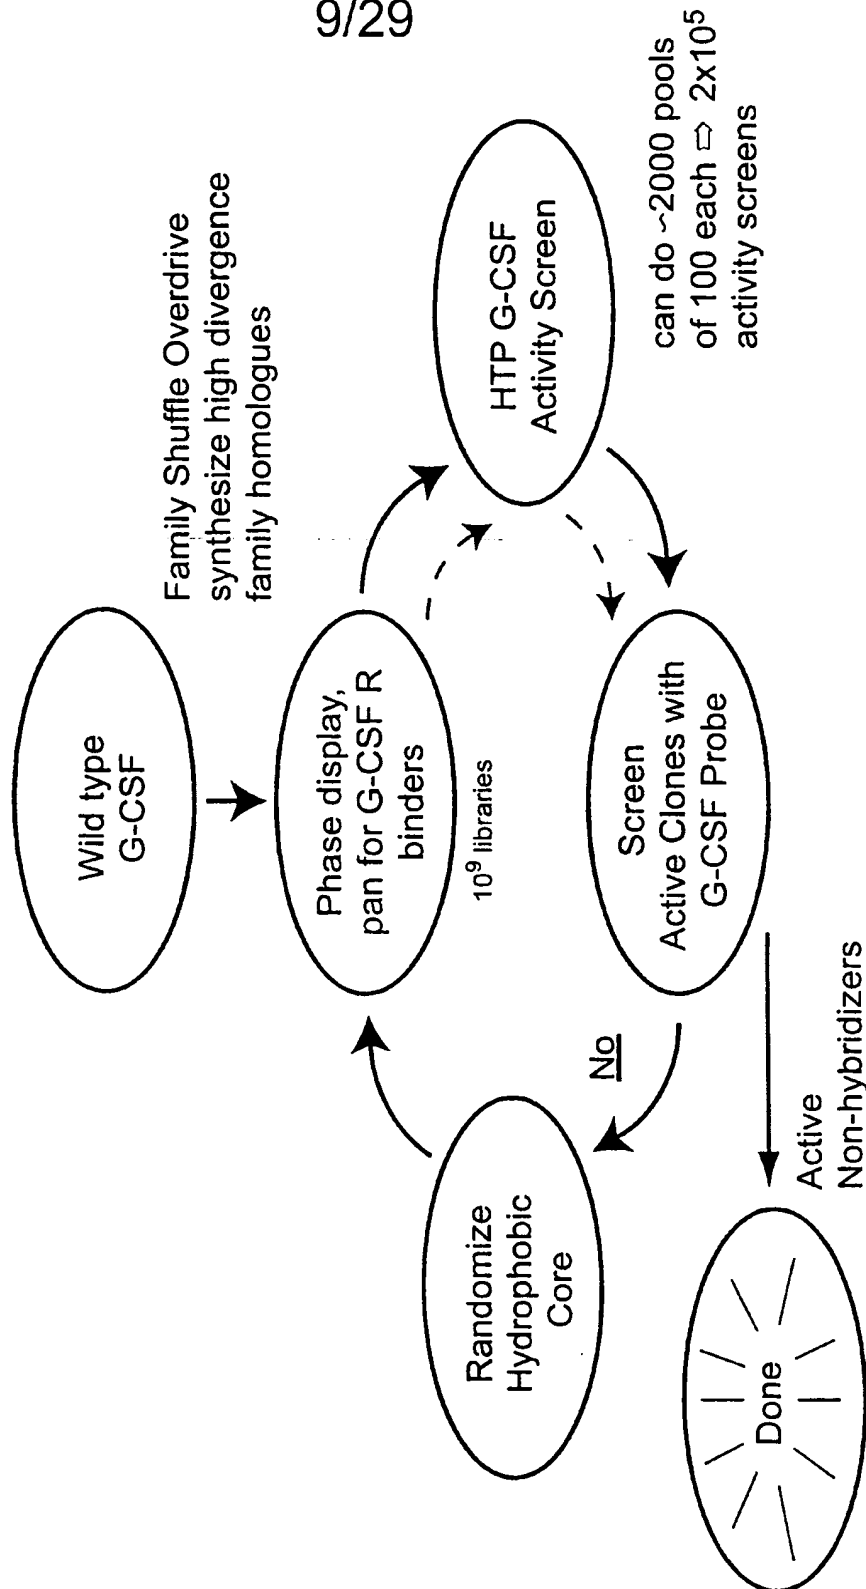 9/29
Wild type
G-CSF
Family Shuffle Overdrive
synthesize high divergence
family homologues
Phase display,
pan for G-CSF R
binders
10⁹ libraries
HTP G-CSF
Activity Screen
can do ~2000 pools
of 100 each ⇨ 2x10⁵
activity screens
Screen
Active Clones with
G-CSF Probe
No
Randomize
Hydrophobic
Core
Active
Non-hybridizers
Done